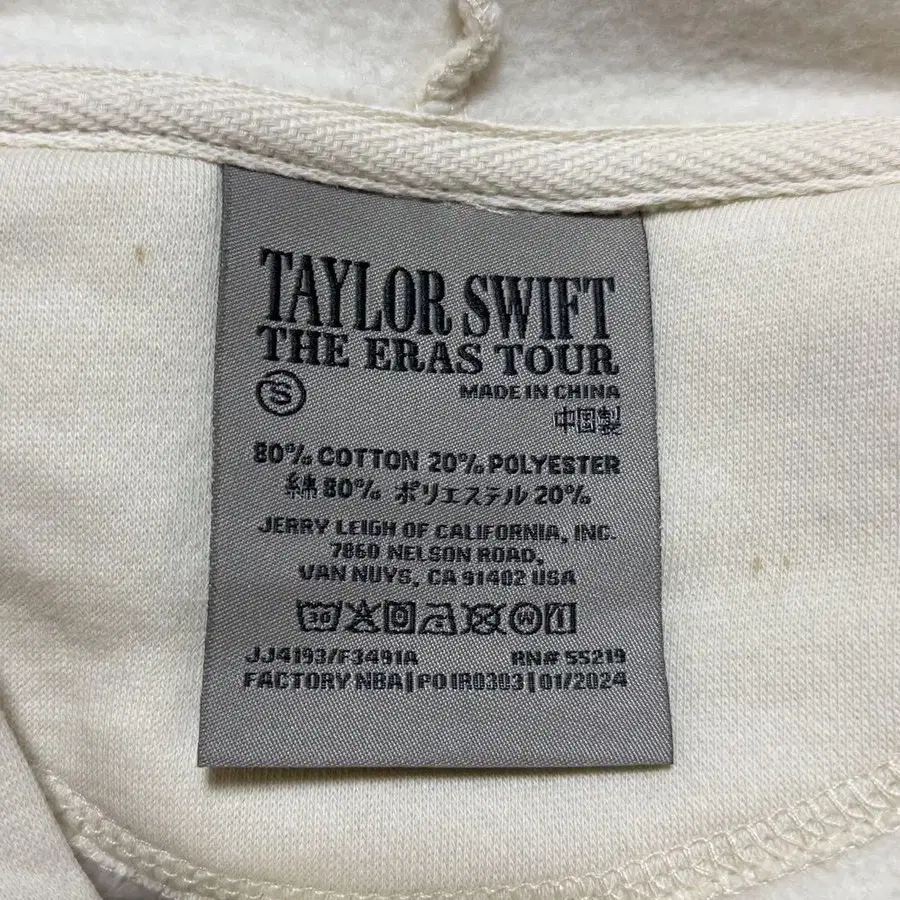 TAYLOR SWIFT
THE ERAS TOUR
S
MADE IN CHINA
中国製
80% COTTON 20% POLYESTER
綿 80% ポリエステル 20%
JERRY LEIGH OF CALIFORNIA, INC.
7860 NELSON ROAD,
VAN NUYS, CA 91402 USA
30 W
JJ4193/F3491A RN# 55219
FACTORY NBA|PO1R0303|01/2024